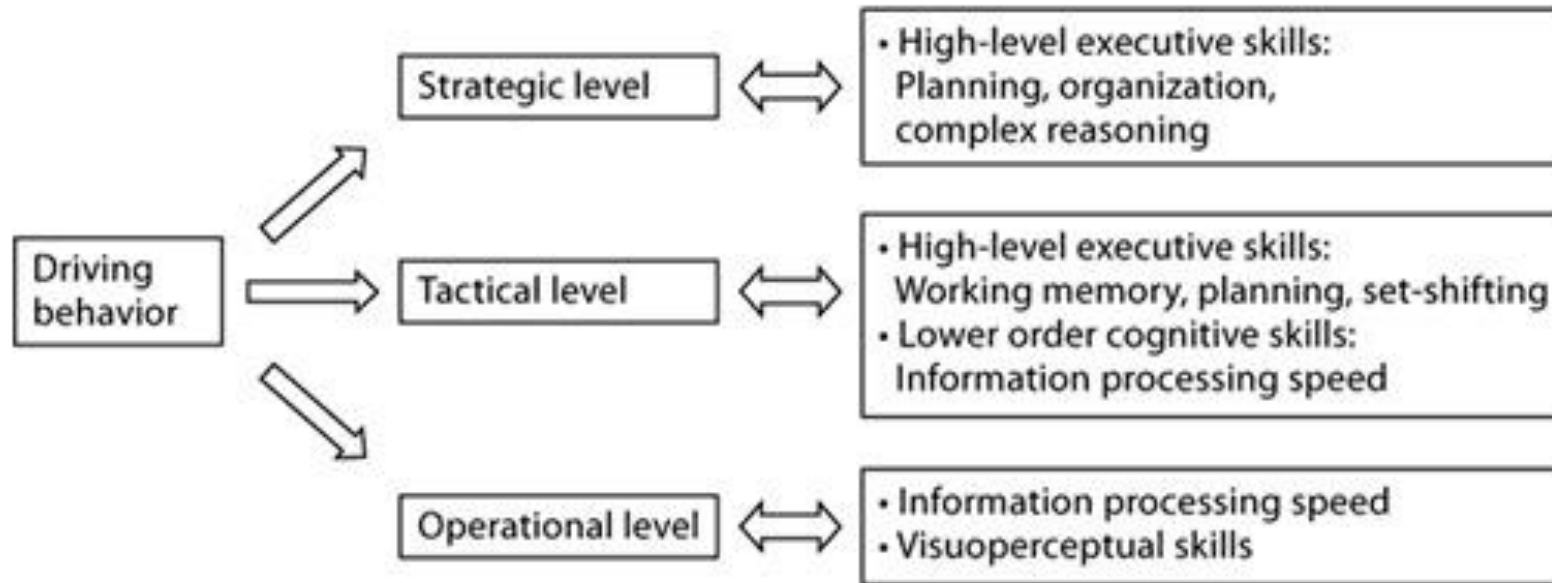 Driving
behavior
Strategic level
• High-level executive skills:
Planning, organization,
complex reasoning
Tactical level
• High-level executive skills:
Working memory, planning, set-shifting
• Lower order cognitive skills:
Information processing speed
Operational level
• Information processing speed
• Visuoperceptual skills